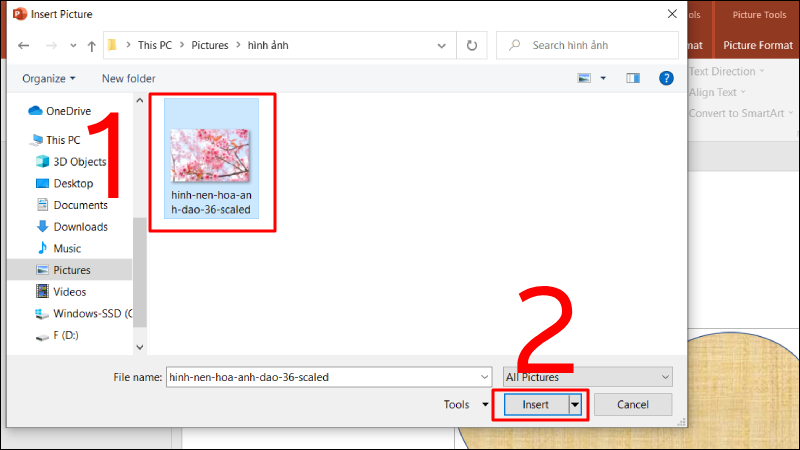 Insert Picture
ols
Picture Tools
This PC > Pictures > hình ảnh
Search hình ảnh
mat
Picture Format
Organize
New folder
Text Direction
Align Text
Convert to SmartArt
OneDrive
This PC
3D Objects
Desktop
Documents
Downloads
Music
Pictures
Videos
Windows-SSD (C
F (D:)
1
hinh-nen-hoa-an
h-dao-36-scaled
2
File name:
hinh-nen-hoa-anh-dao-36-scaled
All Pictures
Tools
Insert
Cancel